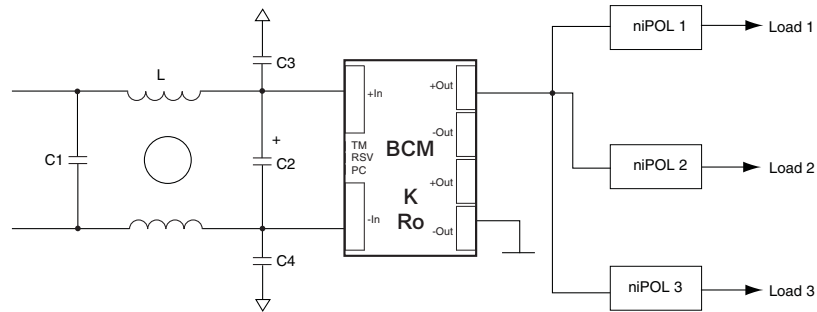 niPOL 1
Load 1
C3
L
+In
+Out
-Out
TM
RSV
PC
BCM
C1
+
C2
niPOL 2
Load 2
+Out
K
Ro
-In
-Out
C4
niPOL 3
Load 3